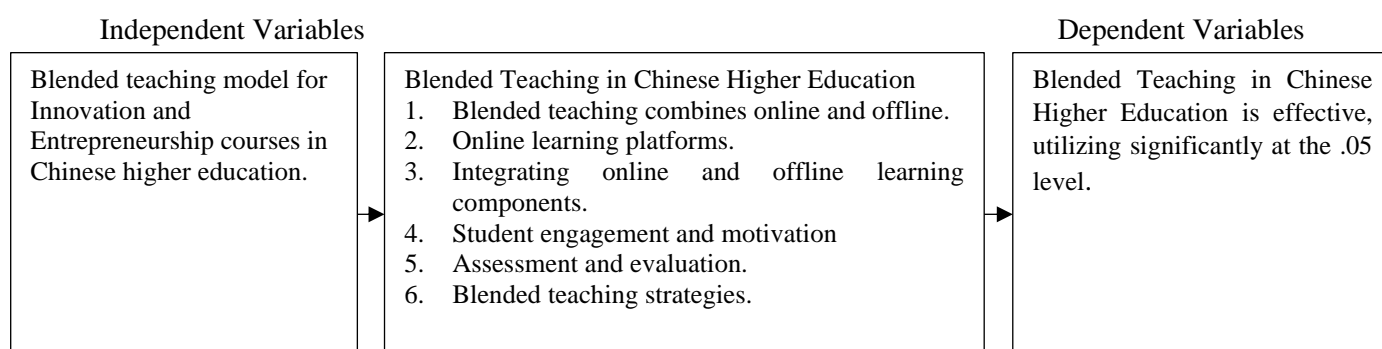 Independent Variables
Dependent Variables
Blended teaching model for
Innovation and
Entrepreneurship courses in
Chinese higher education.
Blended Teaching in Chinese Higher Education
1. Blended teaching combines online and offline.
2. Online learning platforms.
3. Integrating online and offline learning
components.
4. Student engagement and motivation
5. Assessment and evaluation.
6. Blended teaching strategies.
Blended Teaching in Chinese
Higher Education is effective,
utilizing significantly at the .05
level.